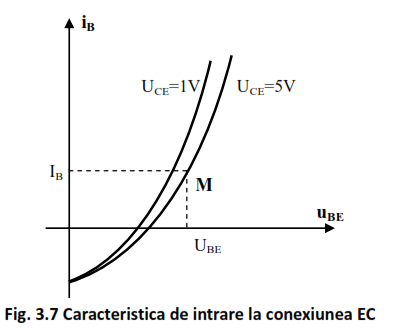 iB
UCE=1V
UCE=5V
IB
M
uBE
UBE
Fig. 3.7 Caracteristica de intrare la conexiunea EC